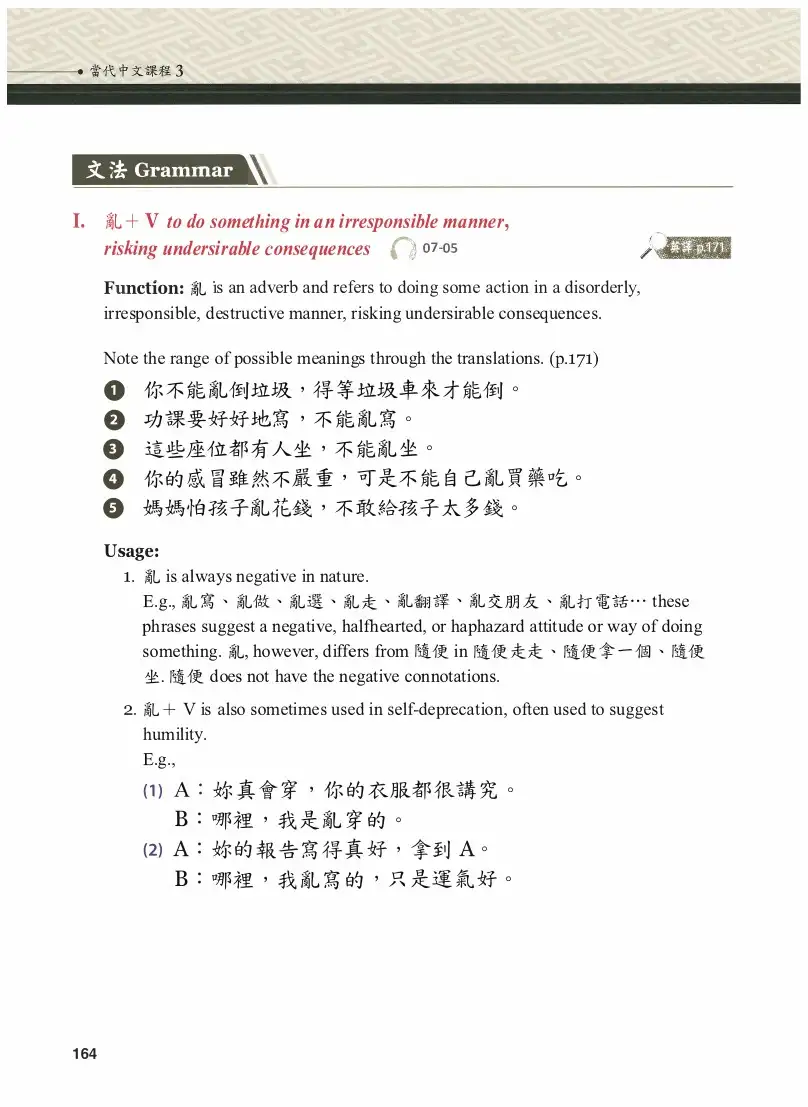 當代中文課程 3
文法 Grammar
I. 亂＋V to do something in an irresponsible manner,
risking undersirable consequences 07-05
英譯 p.171
Function: 亂 is an adverb and refers to doing some action in a disorderly,
irresponsible, destructive manner, risking undersirable consequences.
Note the range of possible meanings through the translations. (p.171)
1 你不能亂倒垃圾，得等垃圾車來才能倒。
2 功課要好好地寫，不能亂寫。
3 這些座位都有人坐，不能亂坐。
4 你的感冒雖然不嚴重，可是不能自己亂買藥吃。
5 媽媽怕孩子亂花錢，不敢給孩子太多錢。
Usage:
1. 亂 is always negative in nature.
E.g., 亂寫、亂做、亂選、亂走、亂翻譯、亂交朋友、亂打電話⋯ these
phrases suggest a negative, halfhearted, or haphazard attitude or way of doing
something. 亂, however, differs from 隨便 in 隨便走走、隨便拿一個、隨便
坐. 隨便 does not have the negative connotations.
2. 亂＋ V is also sometimes used in self-deprecation, often used to suggest
humility.
E.g.,
(1) A：妳真會穿，你的衣服都很講究。
B：哪裡，我是亂穿的。
(2) A：妳的報告寫得真好，拿到 A。
B：哪裡，我亂寫的，只是運氣好。
164